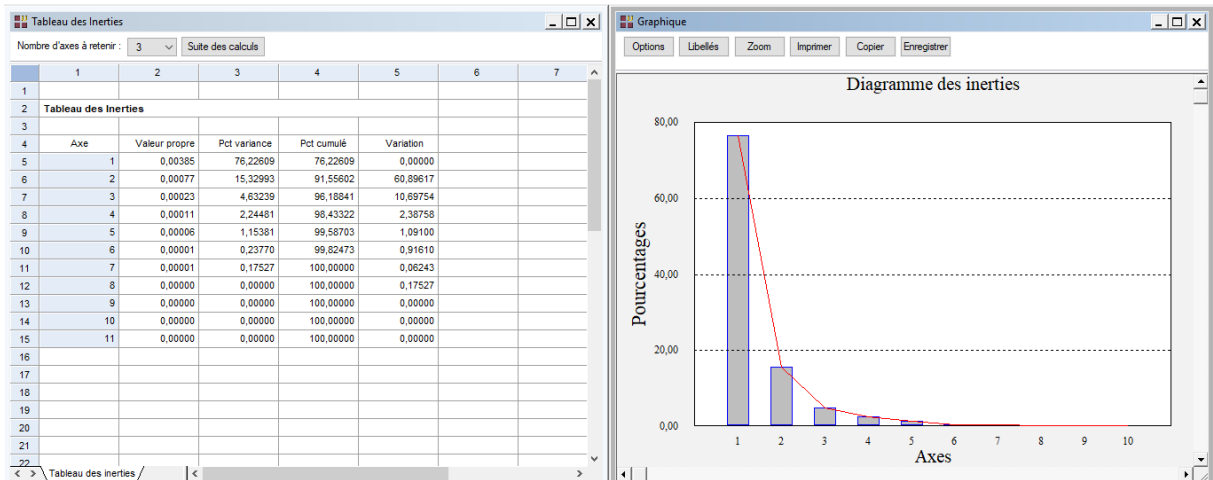 Tableau des Inerties
Nombre d'axes à retenir : 3 Suite des calculs
1 2 3 4 5 6 7
1
2 Tableau des Inerties
3
4 Axe Valeur propre Pct variance Pct cumulé Variation
5 1 0,00385 76,22609 76,22609 0,00000
6 2 0,00077 15,32993 91,55602 60,89617
7 3 0,00023 4,63239 96,18841 10,69754
8 4 0,00011 2,24481 98,43322 2,38758
9 5 0,00006 1,15381 99,58703 1,09100
10 6 0,00001 0,23770 99,82473 0,91610
11 7 0,00001 0,17527 100,00000 0,06243
12 8 0,00000 0,00000 100,00000 0,17527
13 9 0,00000 0,00000 100,00000 0,00000
14 10 0,00000 0,00000 100,00000 0,00000
15 11 0,00000 0,00000 100,00000 0,00000
16
17
18
19
20
21
22
Tableau des inerties
Graphique
Options Libellés Zoom Imprimer Copier Enregistrer
Diagramme des inerties
80,00
60,00
40,00
20,00
0,00
Pourcentages
1 2 3 4 5 6 7 8 9 10
Axes